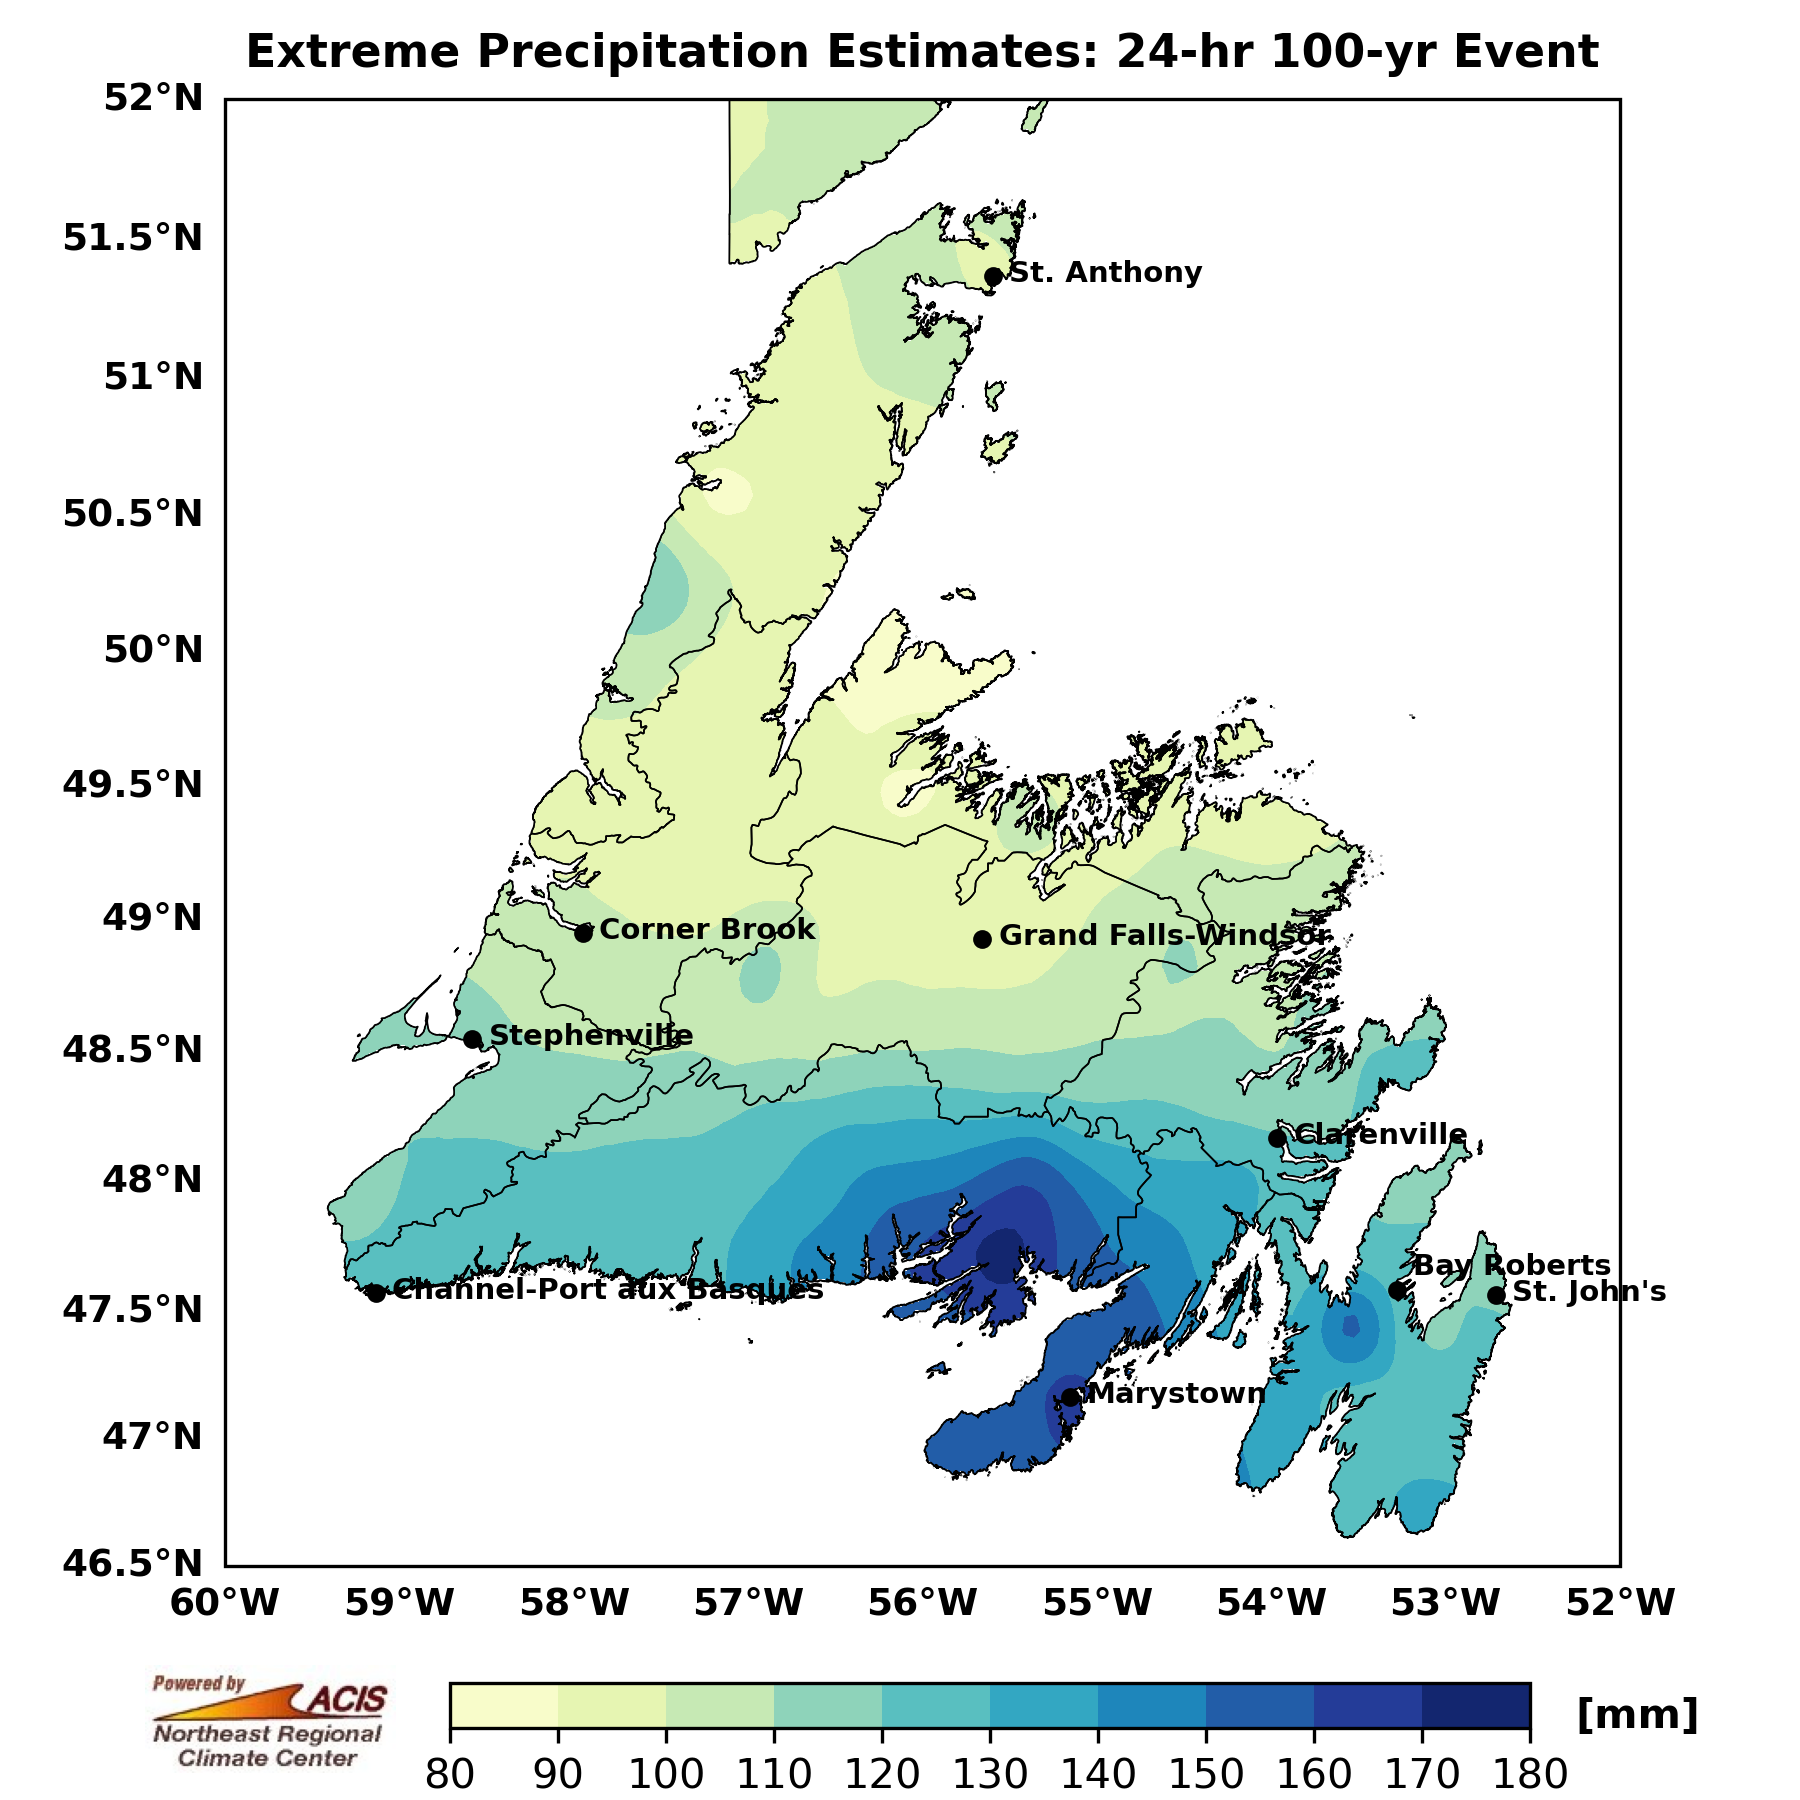 Extreme Precipitation Estimates: 24-hr 100-yr Event
52°N
51.5°N
St. Anthony
51°N
50.5°N
50°N
49.5°N
49°N
Corner Brook
Grand Falls-Windsor
48.5°N
Stephenville
Clarenville
48°N
Bay Roberts
47.5°N
Channel-Port aux Basques
St. John's
Marystown
47°N
46.5°N
60°W 59°W 58°W 57°W 56°W 55°W 54°W 53°W 52°W
Powered by
ACIS
Northeast Regional
Climate Center
[mm]
80 90 100 110 120 130 140 150 160 170 180